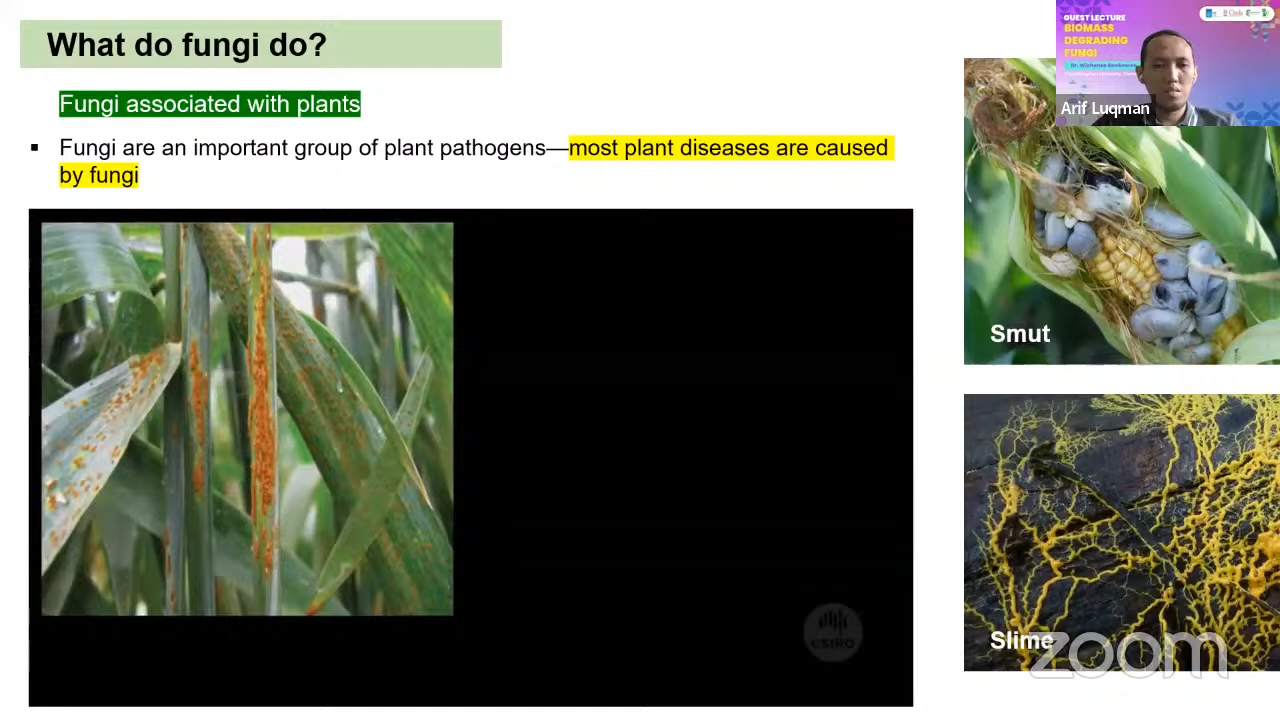 What do fungi do?
Fungi associated with plants
▪ Fungi are an important group of plant pathogens—most plant diseases are caused
by fungi
GUEST LECTURE
BIOMASS
DEGRADING
FUNGI
Arif Luqman
Smut
CSIRO
Slime
zoom